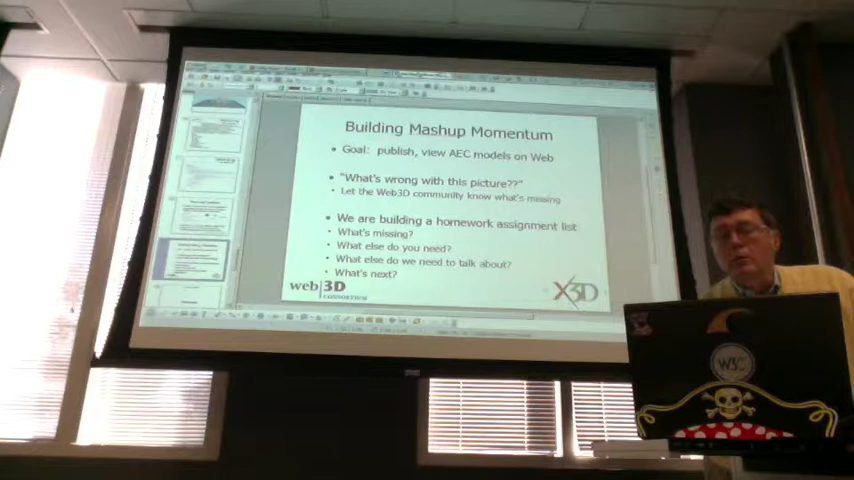 Building Mashup Momentum
• Goal: publish, view AEC models on Web
• "What's wrong with this picture??"
• Let the Web3D community know what's missing
• We are building a homework assignment list
• What's missing?
• What else do you need?
• What else do we need to talk about?
• What's next?
web 3D
CONSORTIUM
X3D
W3C